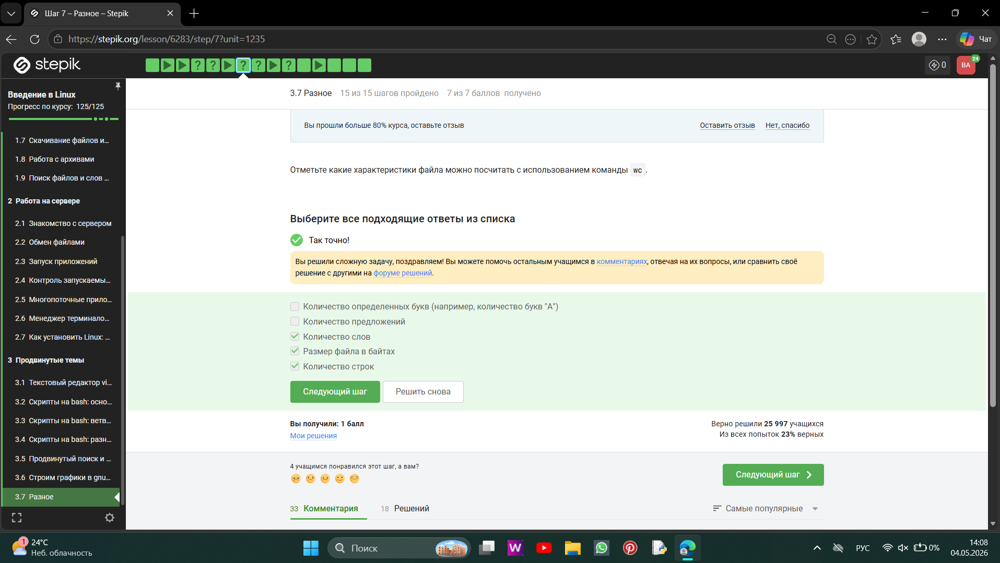 Шаг 7 – Разное – Stepik
https://stepik.org/lesson/6283/step/7?unit=1235
Чат
stepik
? ? ? ? ?
0
ВА
24
Введение в Linux
Прогресс по курсу: 125/125
1.7 Скачивание файлов и...
1.8 Работа с архивами
1.9 Поиск файлов и слов ...
2 Работа на сервере
2.1 Знакомство с сервером
2.2 Обмен файлами
2.3 Запуск приложений
2.4 Контроль запускаемы...
2.5 Многопоточные прило...
2.6 Менеджер терминало...
2.7 Как установить Linux: ...
3 Продвинутые темы
3.1 Текстовый редактор vi...
3.2 Скрипты на bash: осно...
3.3 Скрипты на bash: ветв...
3.4 Скрипты на bash: разн...
3.5 Продвинутый поиск и ...
3.6 Строим графики в gnu...
3.7 Разное
3.7 Разное 15 из 15 шагов пройдено 7 из 7 баллов получено
Вы прошли больше 80% курса, оставьте отзыв
Оставить отзыв Нет, спасибо
Отметьте какие характеристики файла можно посчитать с использованием команды wc .
Выберите все подходящие ответы из списка
Так точно!
Вы решили сложную задачу, поздравляем! Вы можете помочь остальным учащимся в комментариях, отвечая на их вопросы, или сравнить своё
решение с другими на форуме решений.
Количество определенных букв (например, количество букв "А")
Количество предложений
Количество слов
Размер файла в байтах
Количество строк
Следующий шаг
Решить снова
Вы получили: 1 балл
Мои решения
Верно решили 25 997 учащихся
Из всех попыток 23% верных
4 учащимся понравился этот шаг, а вам?
Следующий шаг
33 Комментария
18 Решений
Самые популярные
1
24°C
Неб. облачность
Поиск
W
РУС
0%
14:08
04.05.2026